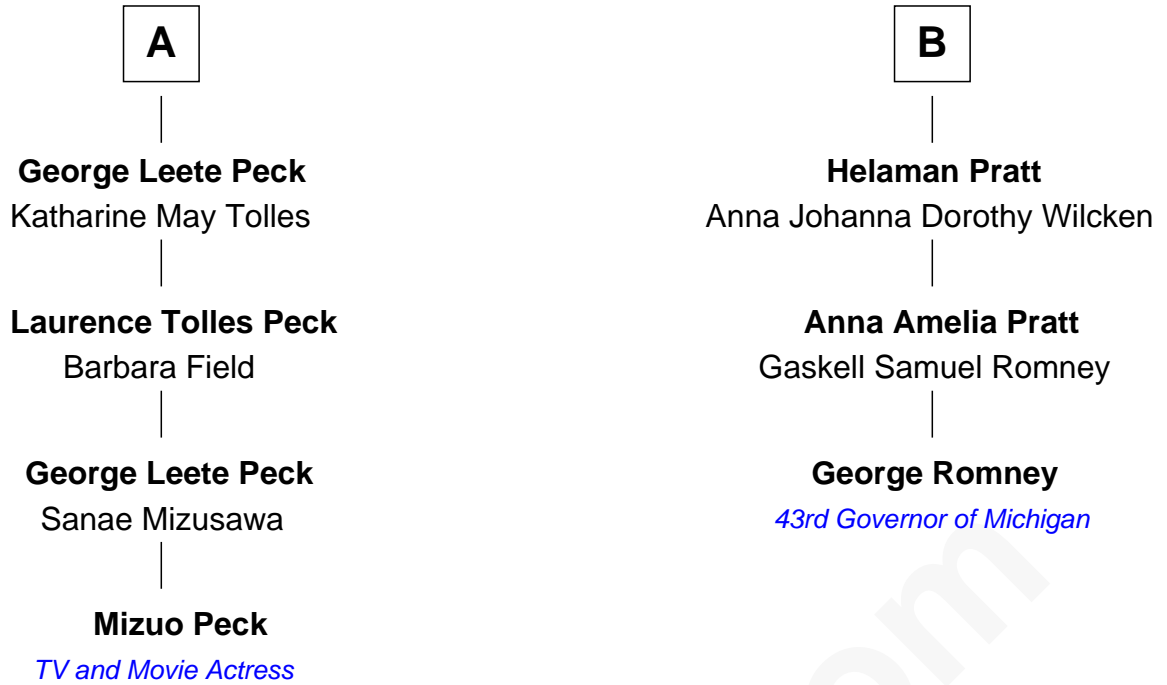 A
George Leete Peck
Katharine May Tolles
Laurence Tolles Peck
Barbara Field
George Leete Peck
Sanae Mizusawa
Mizuo Peck
TV and Movie Actress
B
Helaman Pratt
Anna Johanna Dorothy Wilcken
Anna Amelia Pratt
Gaskell Samuel Romney
George Romney
43rd Governor of Michigan
om